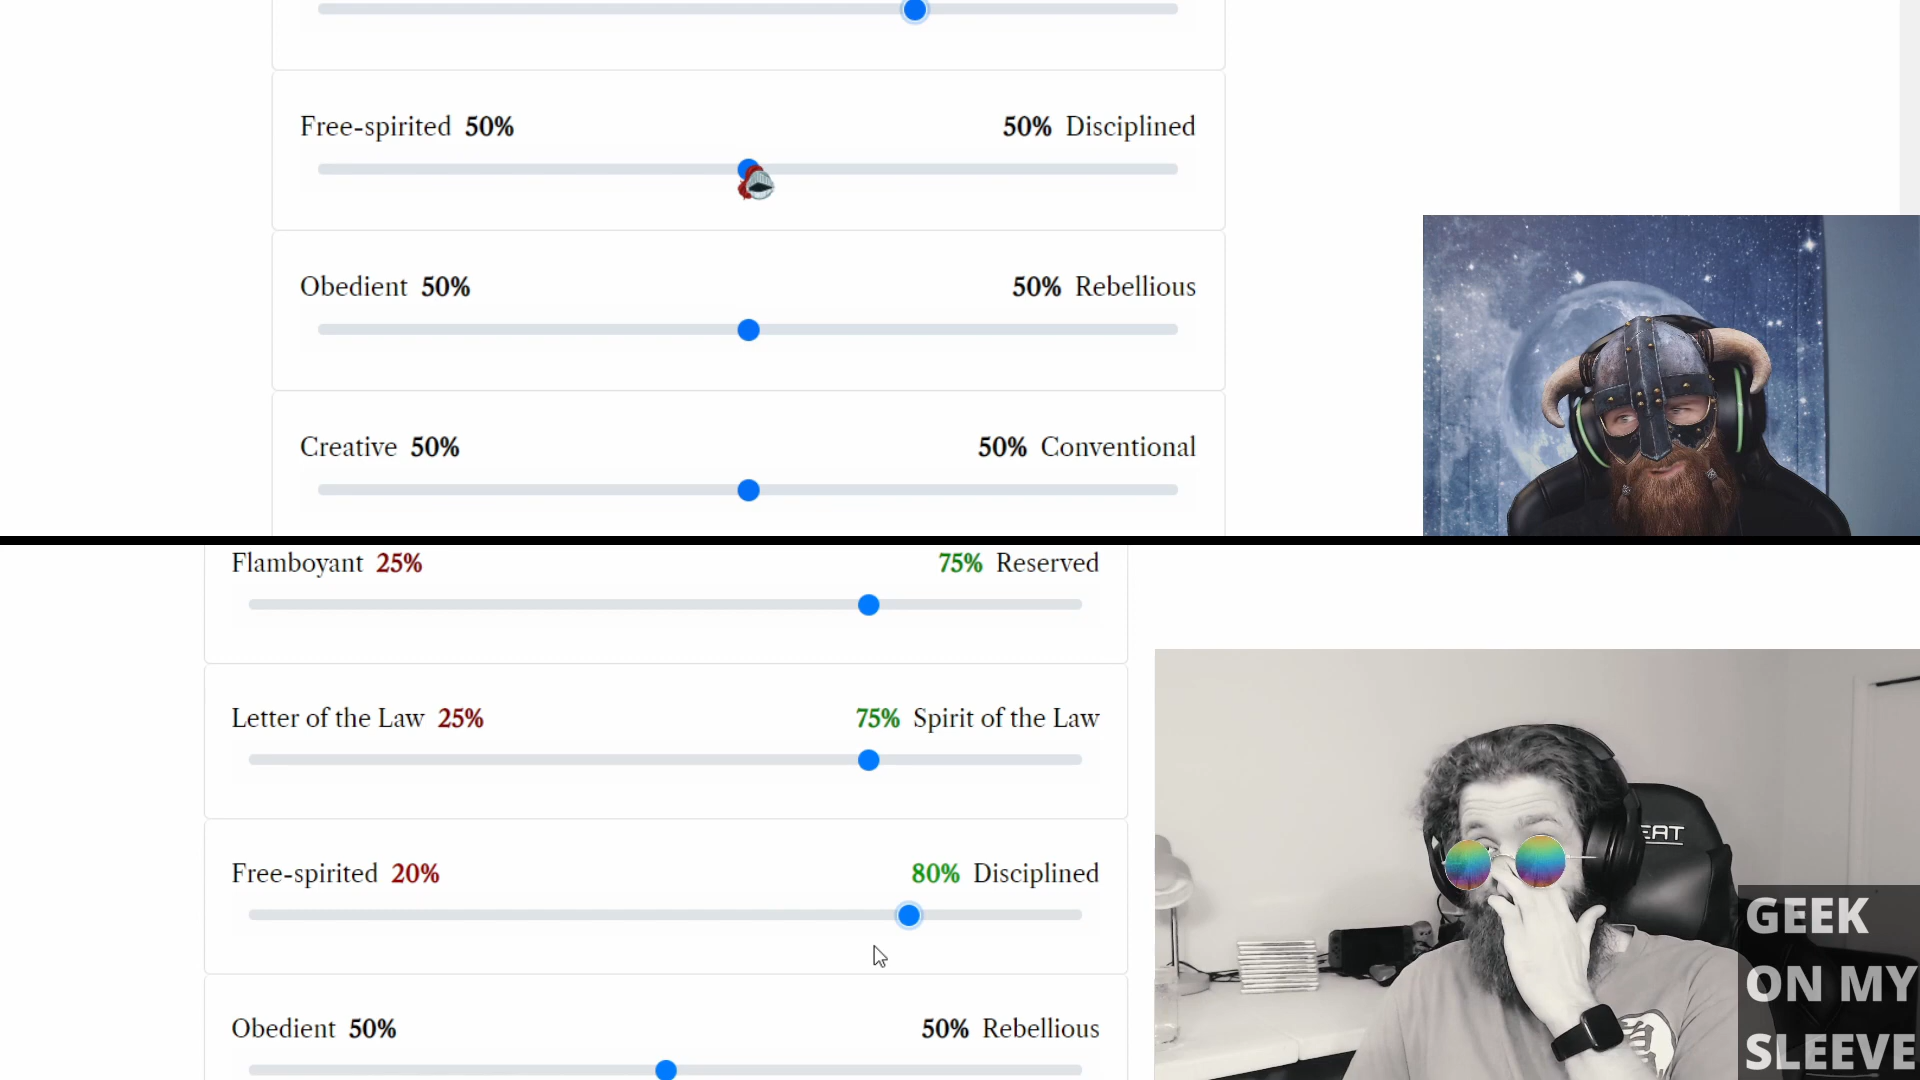 Free-spirited 50% 50% Disciplined
Obedient 50% 50% Rebellious
Creative 50% 50% Conventional
Flamboyant 25% 75% Reserved
Letter of the Law 25% 75% Spirit of the Law
Free-spirited 20% 80% Disciplined
Obedient 50% 50% Rebellious
EAT
GEEK
ON MY
SLEEVE